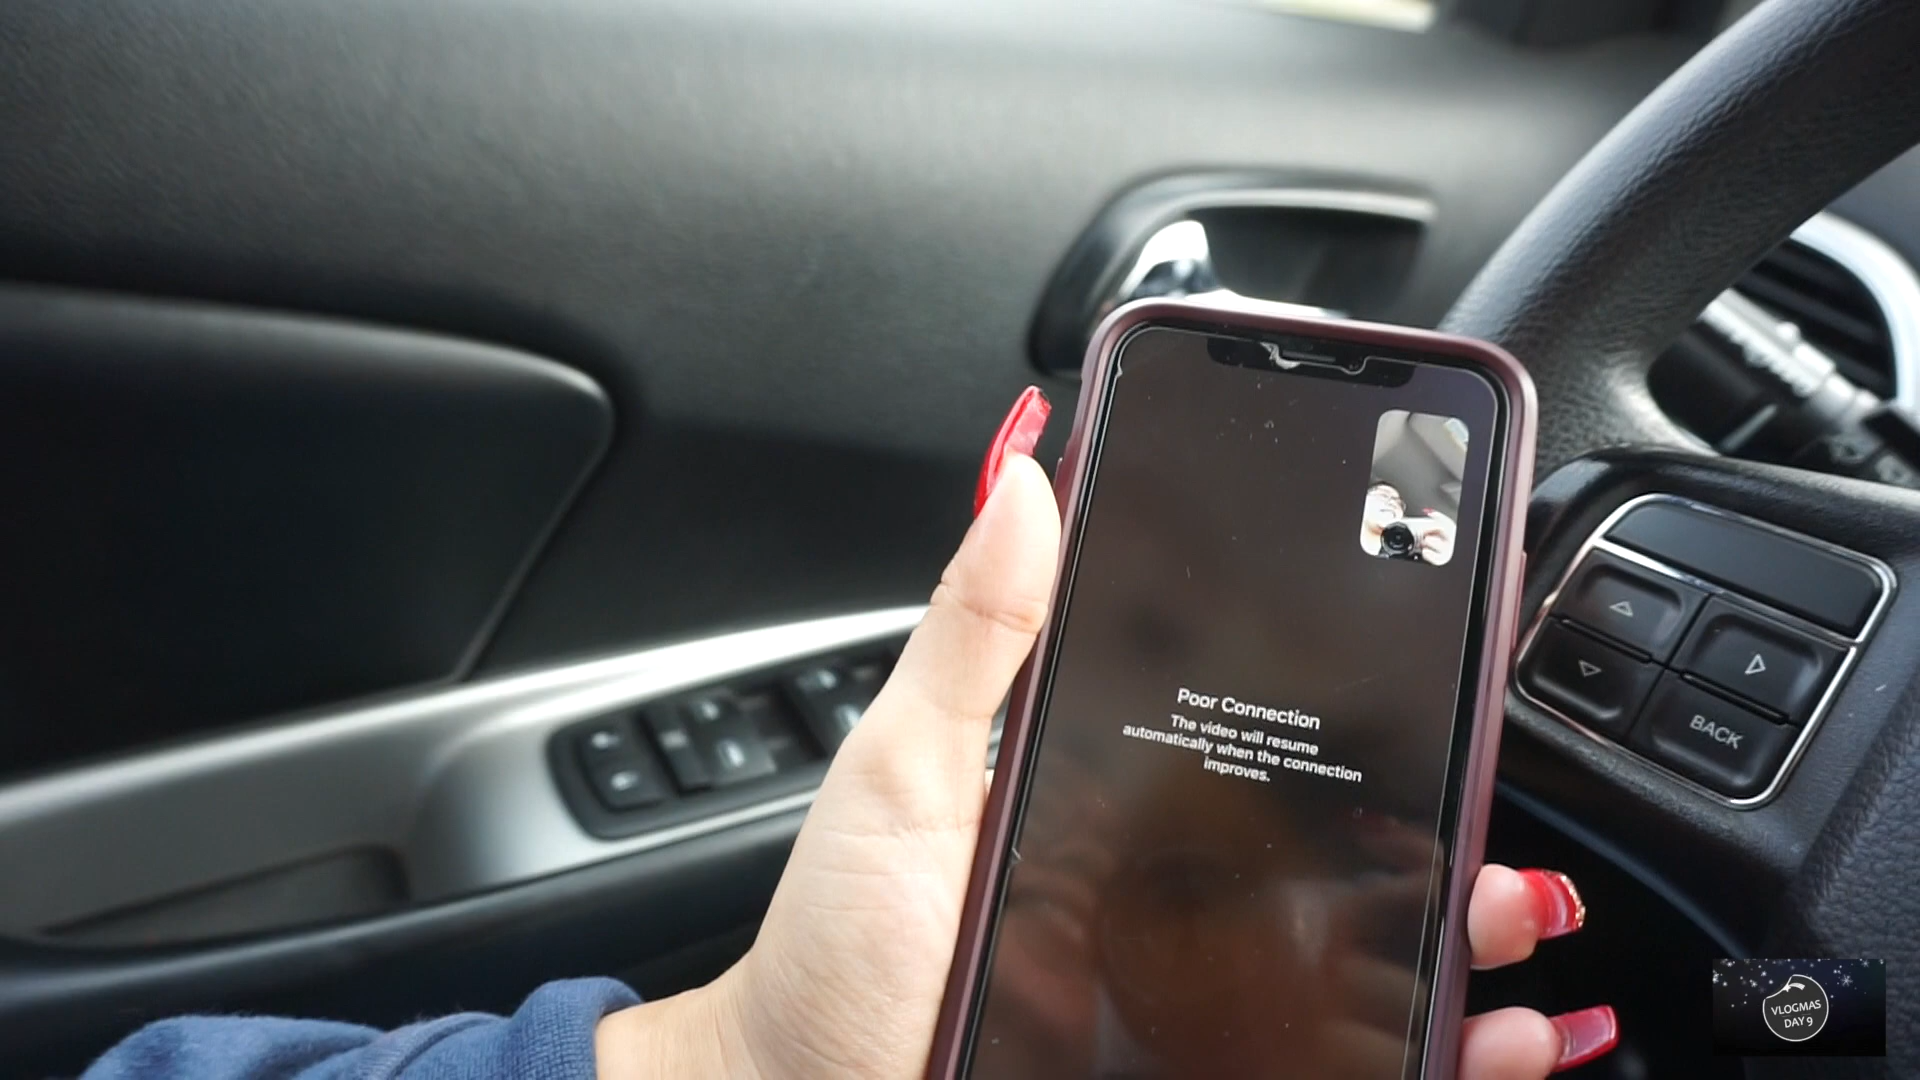 Poor Connection
The video will resume
automatically when the connection
improves.
BACK
VLOGMAS
DAY 9